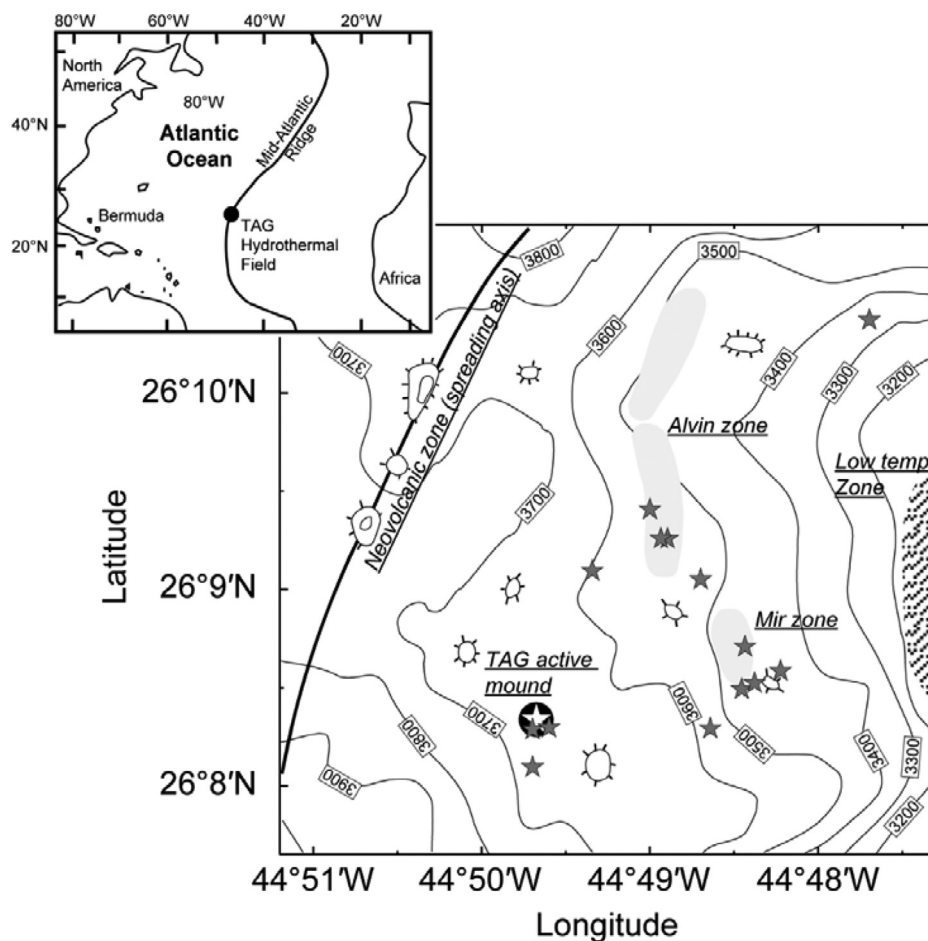 80°W
60°W
40°W
20°W
North
America
80°W
40°N
Atlantic
Ocean
Mid-Atlantic
Ridge
Bermuda
TAG
Hydrothermal
Field
20°N
Africa
3800
3500
3700
3600
3400
3300
3200
26°10′N
Neovolcanic zone (spreading axis)
Alvin zone
Low temp
Zone
3700
Latitude
26°9′N
Mir zone
TAG active
mound
3700
3600
3800
3500
3400
3300
3900
26°8′N
3200
44°51′W
44°50′W
44°49′W
44°48′W
Longitude